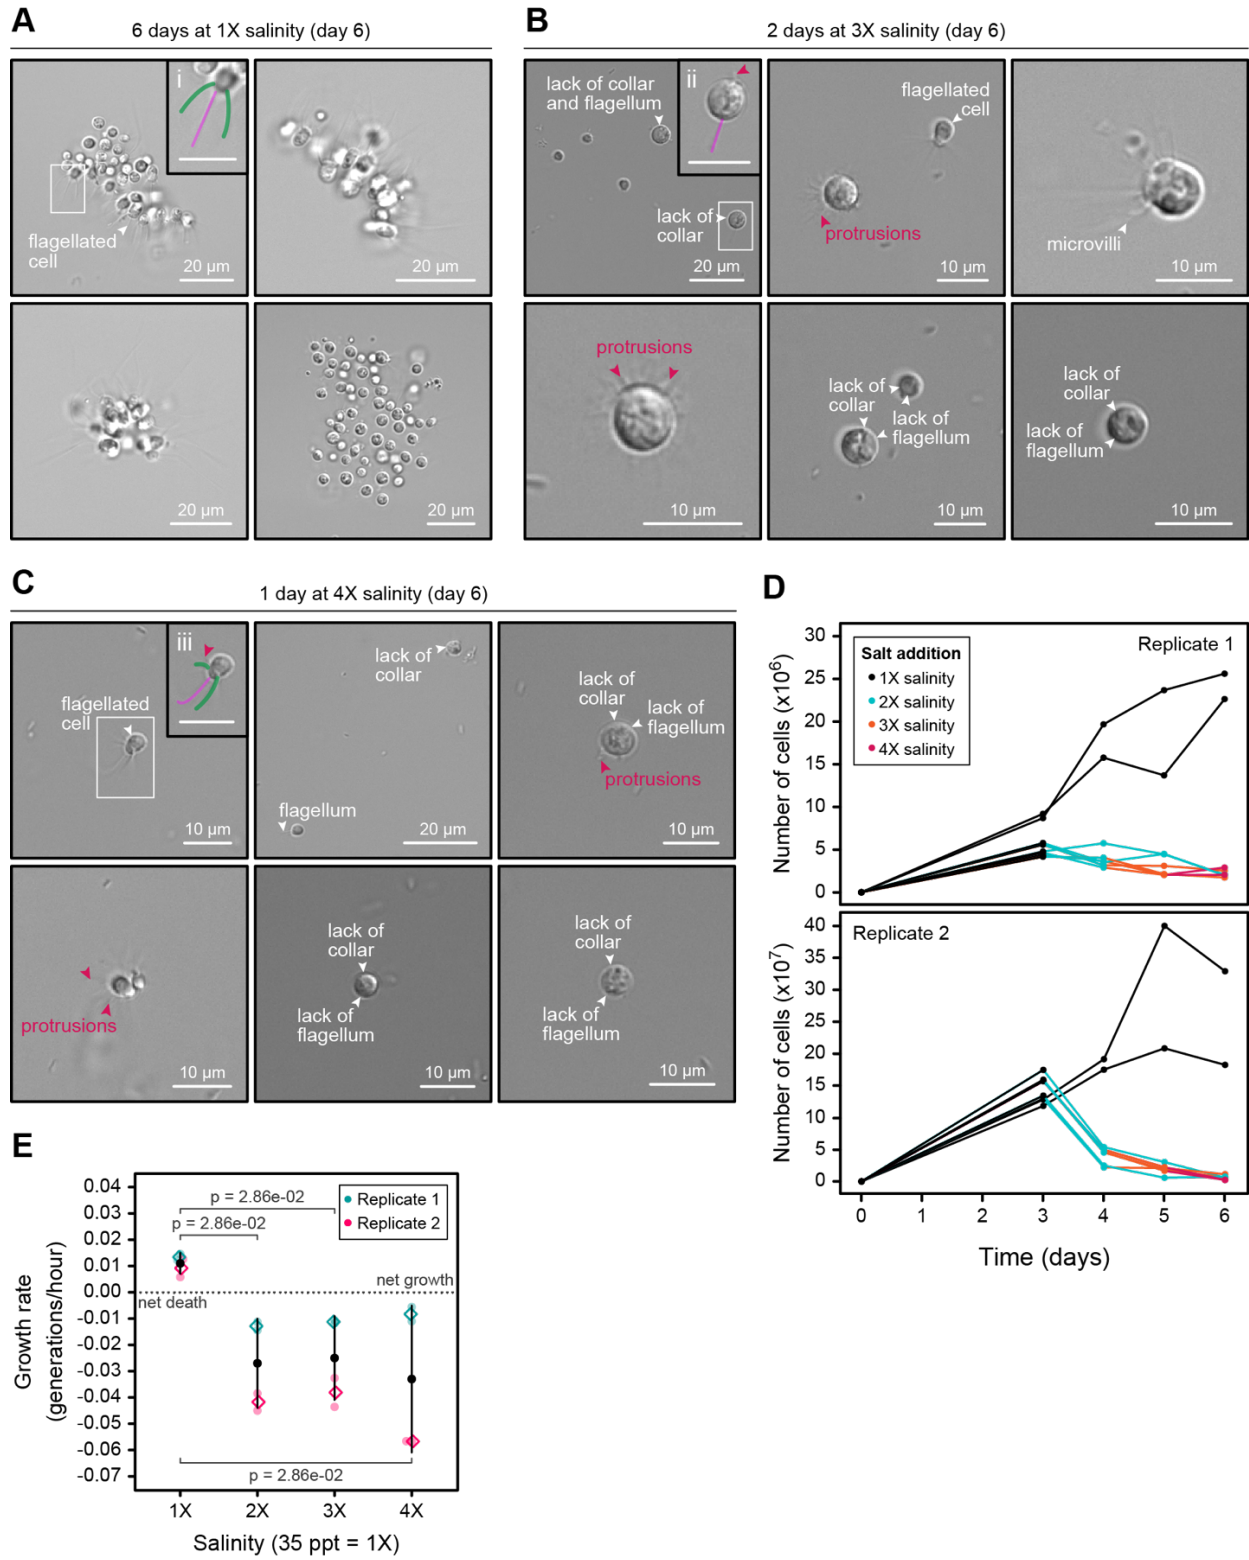 A
6 days at 1X salinity (day 6)
i
flagellated
cell
20 µm
20 µm
20 µm
20 µm
B
2 days at 3X salinity (day 6)
lack of collar
and flagellum
ii
lack of
collar
20 µm
flagellated
cell
protrusions
10 µm
microvilli
10 µm
protrusions
10 µm
lack of
collar
lack of
flagellum
10 µm
lack of
collar
lack of
flagellum
10 µm
C
1 day at 4X salinity (day 6)
iii
flagellated
cell
10 µm
lack of
collar
flagellum
20 µm
lack of
collar
lack of
flagellum
protrusions
10 µm
protrusions
10 µm
lack of
collar
lack of
flagellum
10 µm
lack of
collar
lack of
flagellum
10 µm
D
Number of cells (x10⁶)
30
25
20
15
10
5
0
Salt addition
1X salinity
2X salinity
3X salinity
4X salinity
Replicate 1
Number of cells (x10⁷)
40
35
30
25
20
15
10
5
0
Replicate 2
0 1 2 3 4 5 6
Time (days)
E
Growth rate
(generations/hour)
0.04
0.03
0.02
0.01
0.00
-0.01
-0.02
-0.03
-0.04
-0.05
-0.06
-0.07
p = 2.86e-02
p = 2.86e-02
Replicate 1
Replicate 2
net growth
net death
p = 2.86e-02
1X 2X 3X 4X
Salinity (35 ppt = 1X)